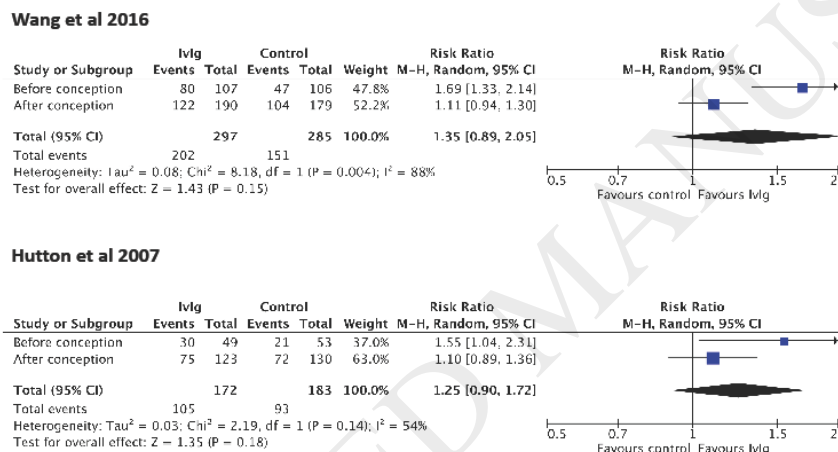 Wang et al 2016
IvIg Control Risk Ratio Risk Ratio
Study or Subgroup Events Total Events Total Weight M-H, Random, 95% CI M-H, Random, 95% CI
Before conception 80 107 47 106 47.8% 1.69 [1.33, 2.14]
After conception 122 190 104 179 52.2% 1.11 [0.94, 1.30]
Total (95% CI) 297 285 100.0% 1.35 [0.89, 2.05]
Total events 202 151
Heterogeneity: Tau² = 0.08; Chi² = 8.18, df = 1 (P = 0.004); I² = 88%
Test for overall effect: Z = 1.43 (P = 0.15)
0.5 0.7 1 1.5 2
Favours control Favours IvIg
Hutton et al 2007
IvIg Control Risk Ratio Risk Ratio
Study or Subgroup Events Total Events Total Weight M-H, Random, 95% CI M-H, Random, 95% CI
Before conception 30 49 21 53 37.0% 1.55 [1.04, 2.31]
After conception 75 123 72 130 63.0% 1.10 [0.89, 1.36]
Total (95% CI) 172 183 100.0% 1.25 [0.90, 1.72]
Total events 105 93
Heterogeneity: Tau² = 0.03; Chi² = 2.19, df = 1 (P = 0.14); I² = 54%
Test for overall effect: Z = 1.35 (P = 0.18)
0.5 0.7 1 1.5 2
Favours control Favours IvIg